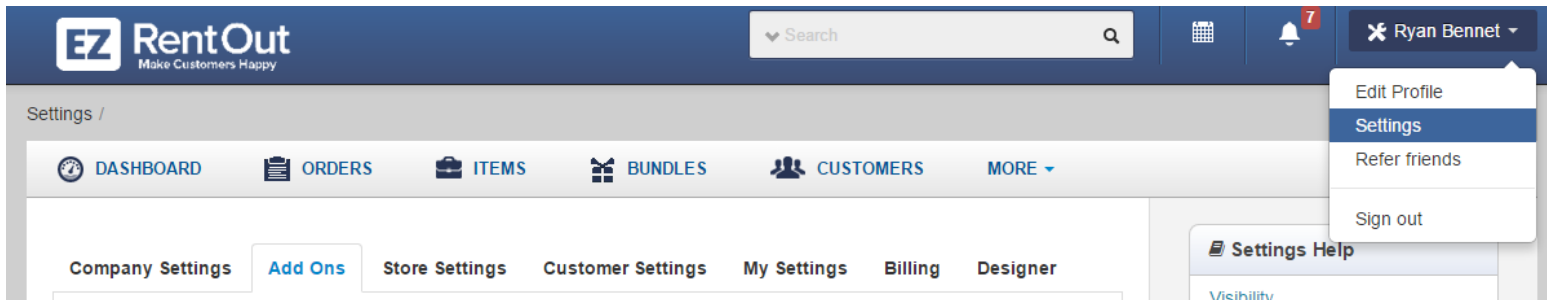 EZ RentOut
Make Customers Happy
Search
7
Ryan Bennet
Edit Profile
Settings
Refer friends
Sign out
Settings /
DASHBOARD ORDERS ITEMS BUNDLES CUSTOMERS MORE
Company Settings Add Ons Store Settings Customer Settings My Settings Billing Designer
Settings Help
Visibility